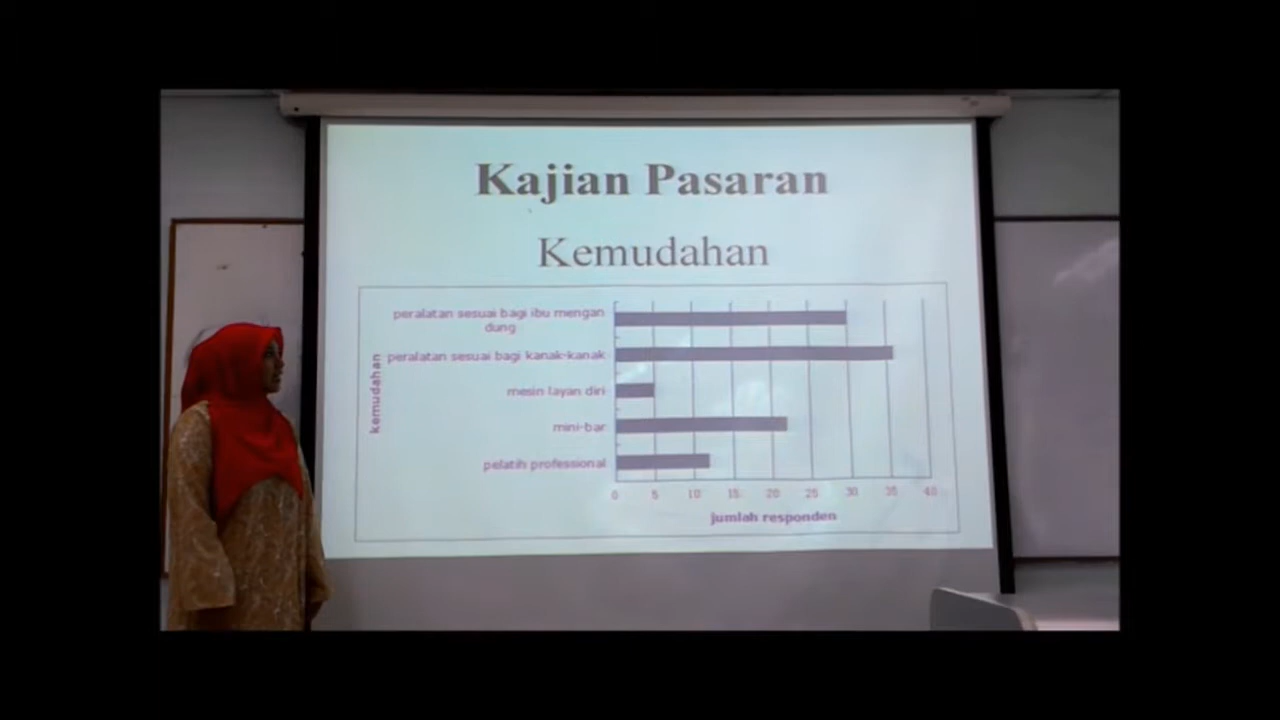 Kajian Pasaran
Kemudahan
peralatan sesuai bagi ibu mengan
dung
peralatan sesuai bagi kanak-kanak
mesin layan diri
mini-bar
pelatih professional
kemudahan
0 5 10 15 20 25 30 35 40
jumlah responden